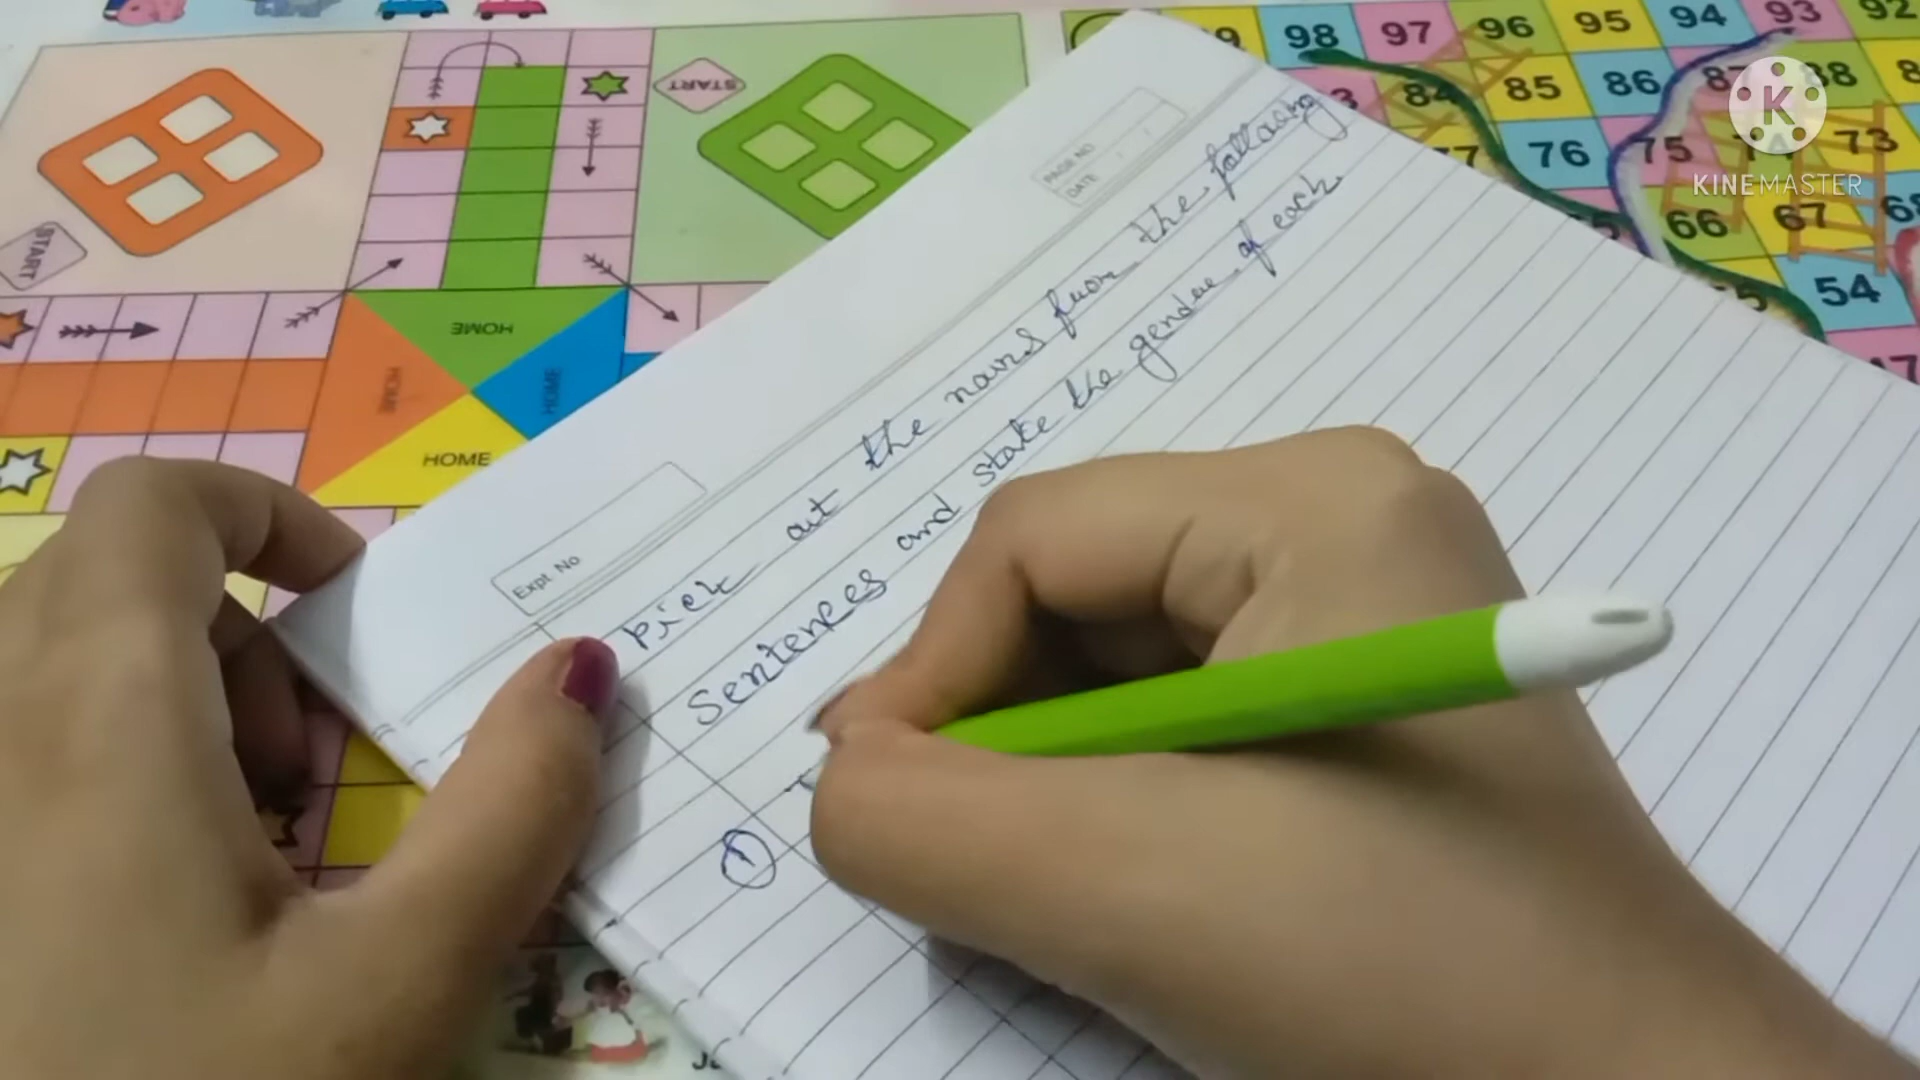 98 97 96 95 94 93 92
84 85 86 88
76 75 73
66 67
54
KINEMASTER
K
START
START
HOME
HOME
HOME
HOME
PAGE NO
DATE
Expt No
Pick out the nouns from the following
Sentences and state the gender of each.
①